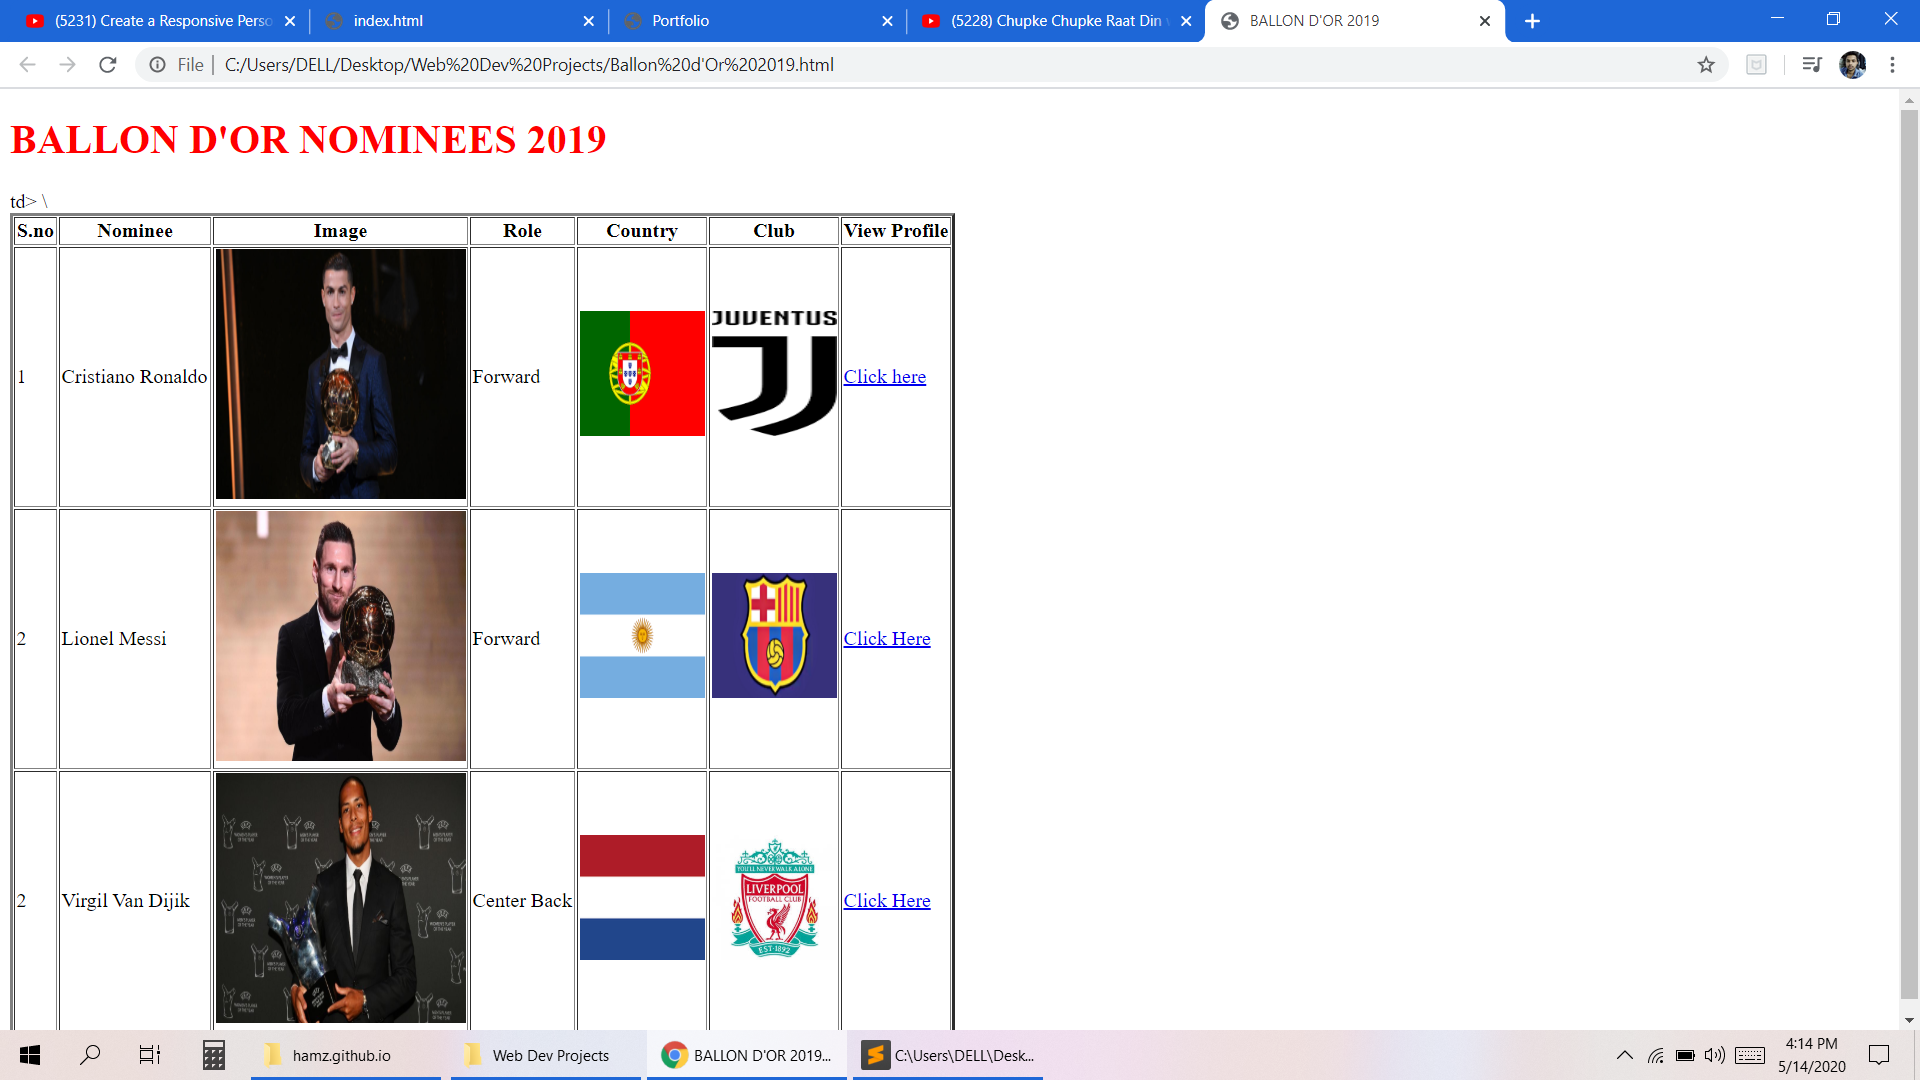 (5231) Create a Responsive Perso
index.html
Portfolio
(5228) Chupke Chupke Raat Din
BALLON D'OR 2019
File | C:/Users/DELL/Desktop/Web%20Dev%20Projects/Ballon%20d'Or%202019.html
BALLON D'OR NOMINEES 2019
td> \
S.no Nominee Image Role Country Club View Profile
JUVENTUS
1 Cristiano Ronaldo Forward Click here
2 Lionel Messi Forward Click Here
YOU'LL NEVER WALK ALONE
LIVERPOOL
FOOTBALL CLUB
EST·1892
2 Virgil Van Dijik Center Back Click Here
hamz.github.io
Web Dev Projects
BALLON D'OR 2019...
C:\Users\DELL\Desk...
4:14 PM
5/14/2020